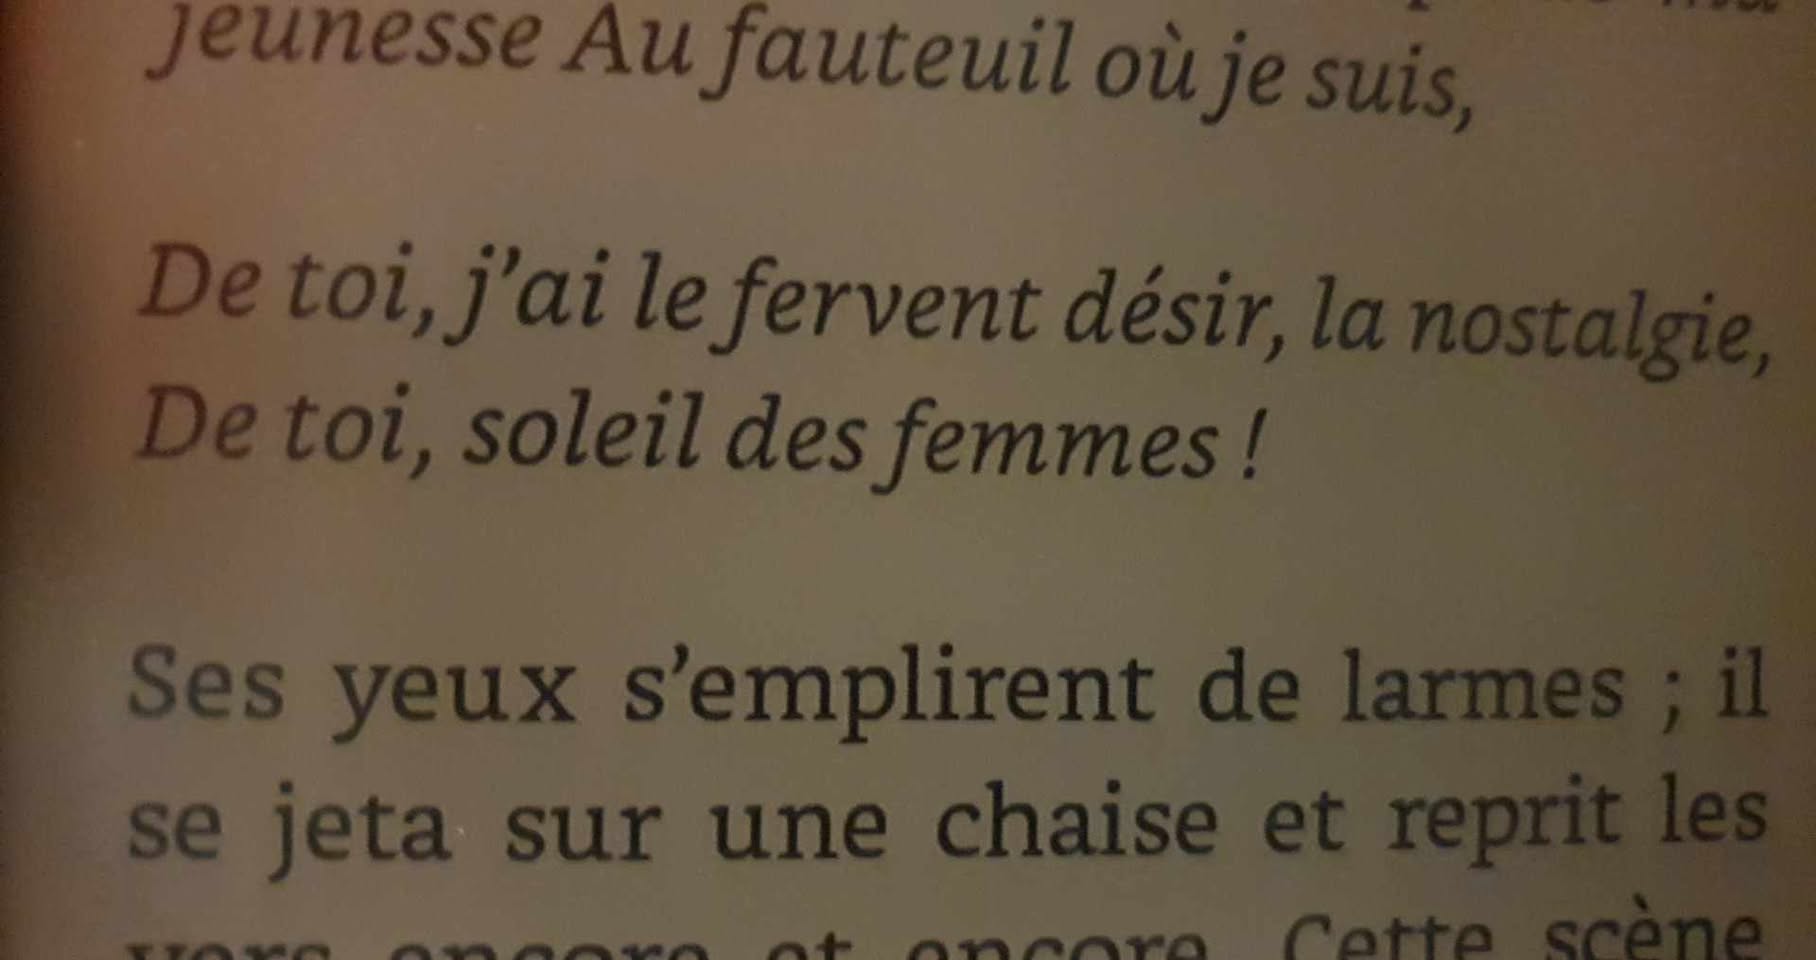 jeunesse Au fauteuil où je suis,
De toi, j'ai le fervent désir, la nostalgie,
De toi, soleil des femmes !
Ses yeux s'emplirent de larmes ; il
se jeta sur une chaise et reprit les
vers encore et encore. Cette scène